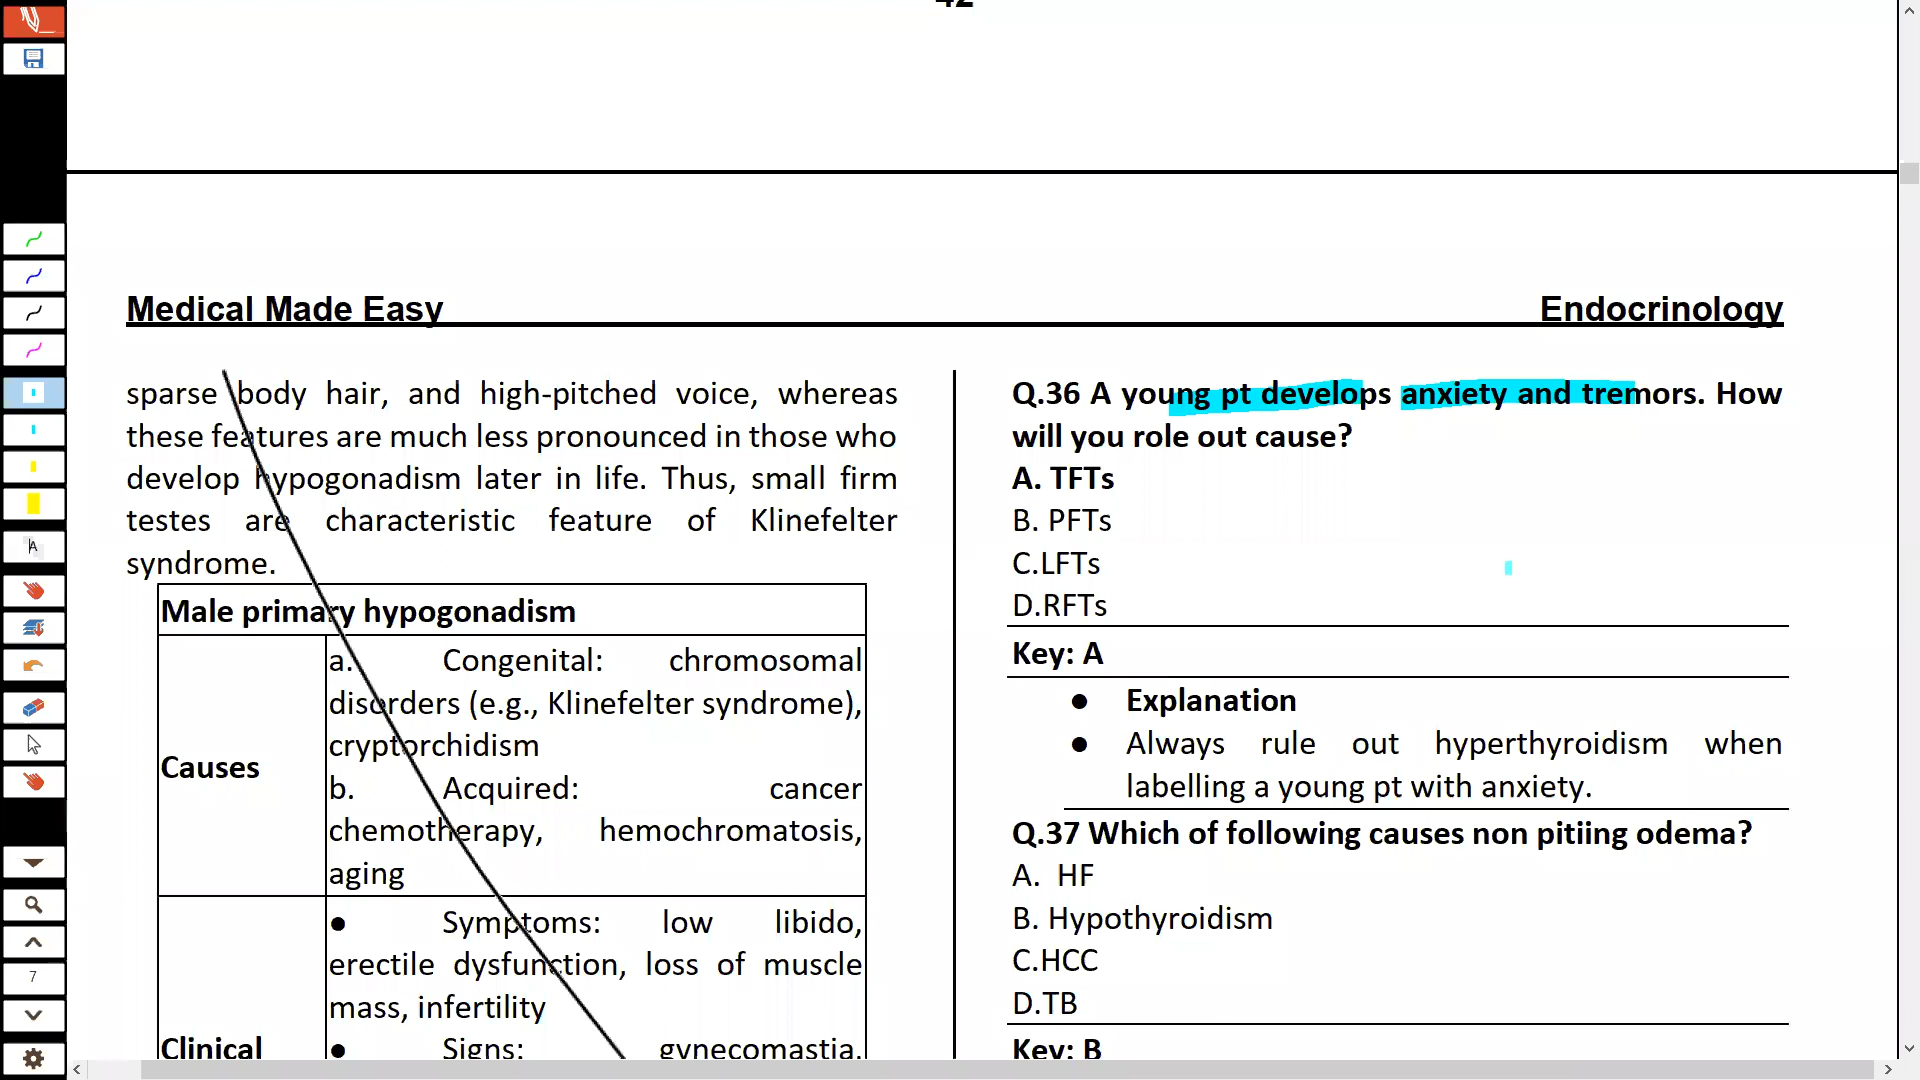 Medical Made Easy
Endocrinology
sparse body hair, and high-pitched voice, whereas
these features are much less pronounced in those who
develop hypogonadism later in life. Thus, small firm
testes are characteristic feature of Klinefelter
syndrome.
Male primary hypogonadism
Causes
a. Congenital: chromosomal
disorders (e.g., Klinefelter syndrome),
cryptorchidism
b. Acquired: cancer
chemotherapy, hemochromatosis,
aging
Clinical
● Symptoms: low libido,
erectile dysfunction, loss of muscle
mass, infertility
● Signs: gynecomastia,
Q.36 A young pt develops anxiety and tremors. How
will you role out cause?
A. TFTs
B. PFTs
C.LFTs
D.RFTs
Key: A
● Explanation
● Always rule out hyperthyroidism when
labelling a young pt with anxiety.
Q.37 Which of following causes non pitiing odema?
A. HF
B. Hypothyroidism
C.HCC
D.TB
Key: B
7